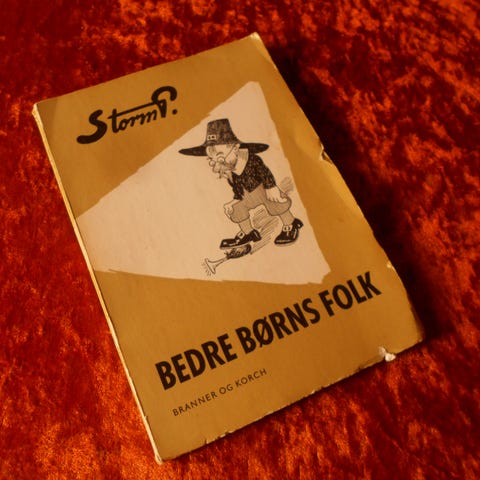 Storm P.
BEDRE BØRNS FOLK
BRANNER OG KORCH